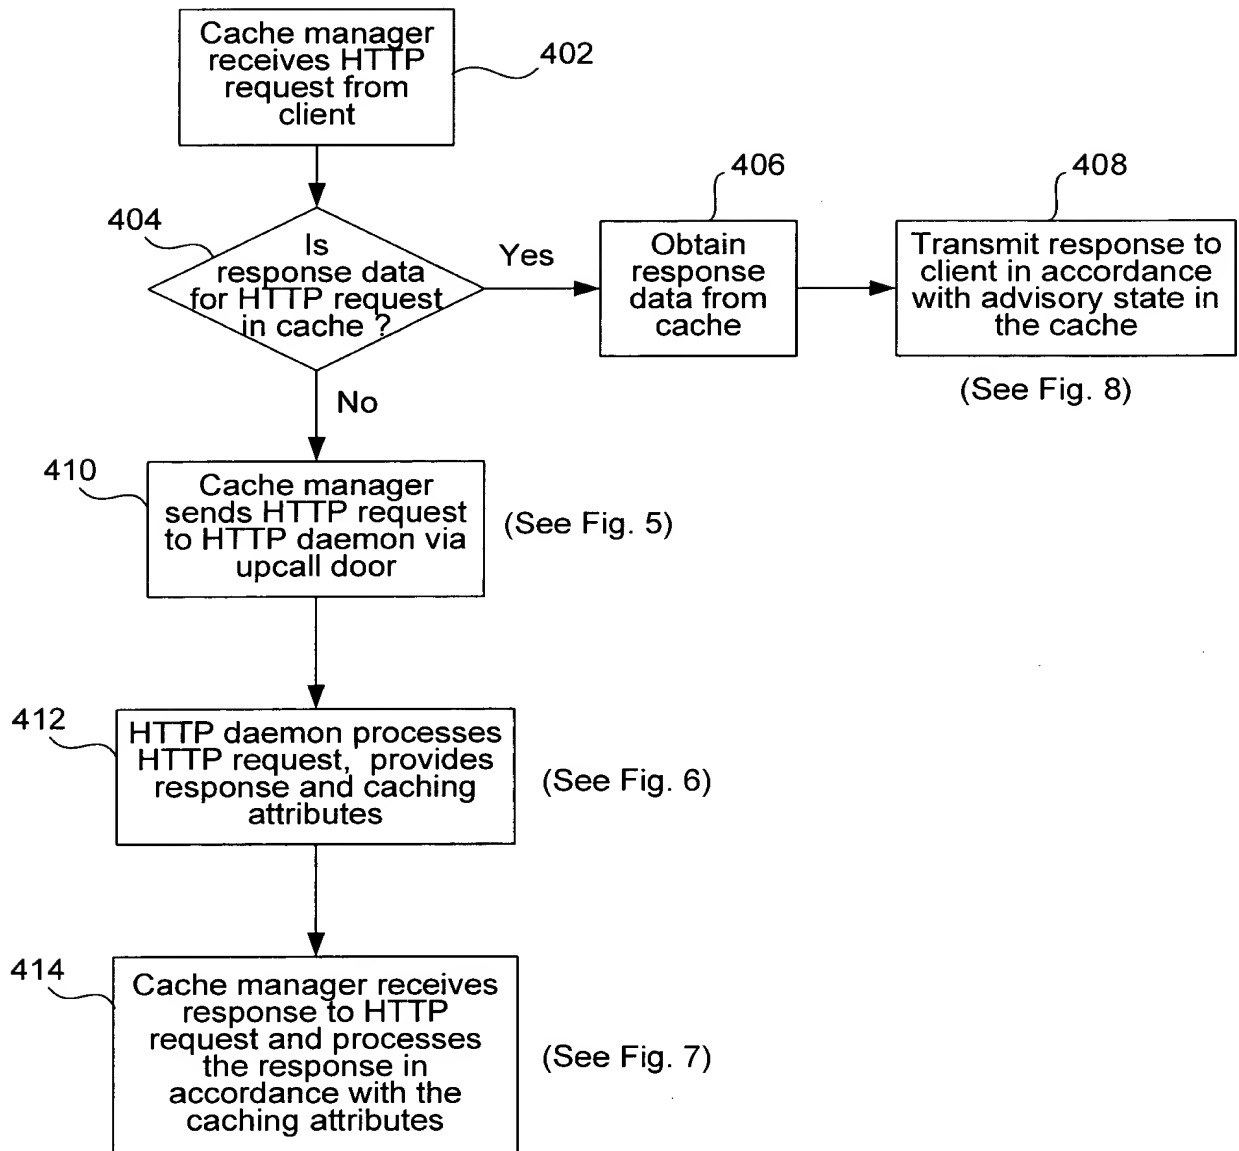 Cache manager
receives HTTP
request from
client
402
404
Is
response data
for HTTP request
in cache ?
Yes
406
Obtain
response
data from
cache
408
Transmit response to
client in accordance
with advisory state in
the cache
(See Fig. 8)
No
410
Cache manager
sends HTTP request
to HTTP daemon via
upcall door
(See Fig. 5)
412
HTTP daemon processes
HTTP request, provides
response and caching
attributes
(See Fig. 6)
414
Cache manager receives
response to HTTP
request and processes
the response in
accordance with the
caching attributes
(See Fig. 7)